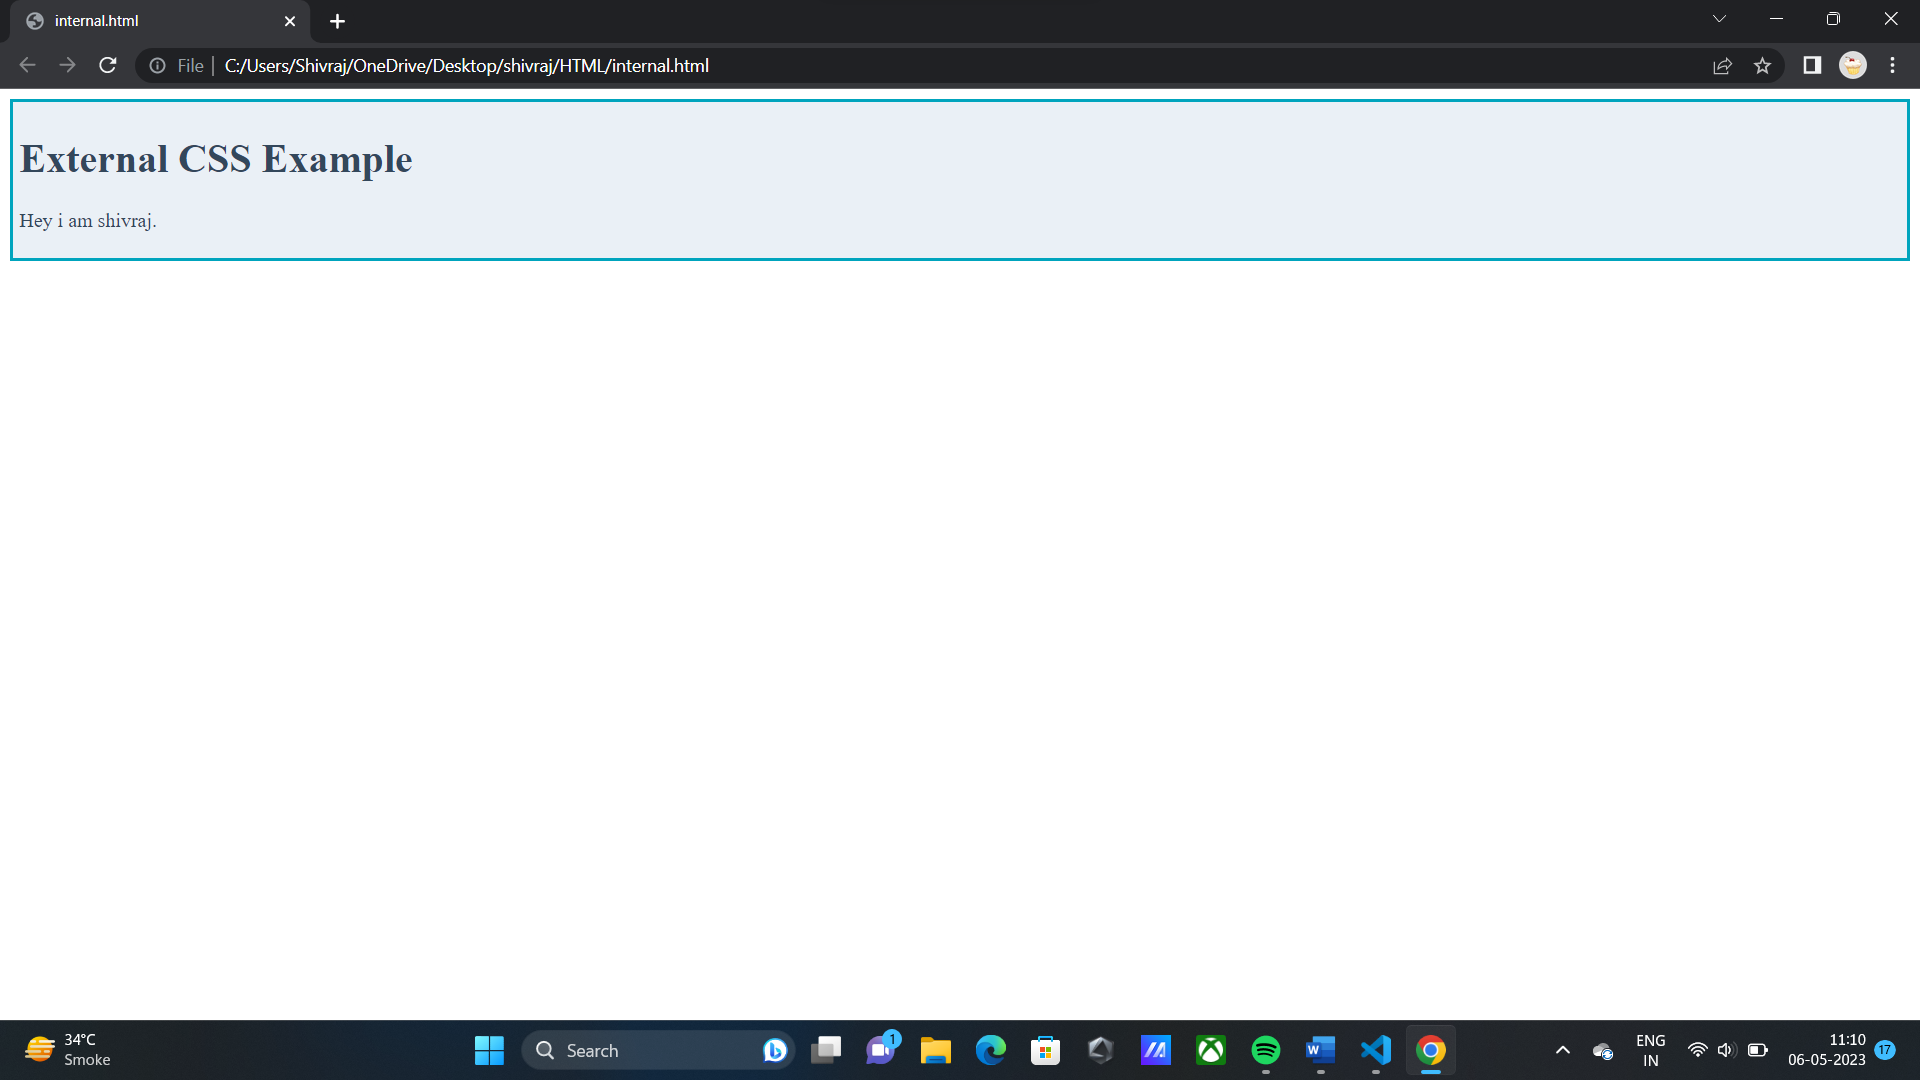 internal.html
File
C:/Users/Shivraj/OneDrive/Desktop/shivraj/HTML/internal.html
External CSS Example
Hey i am shivraj.
34°C
Smoke
Search
1
W
ENG
IN
11:10
06-05-2023
17